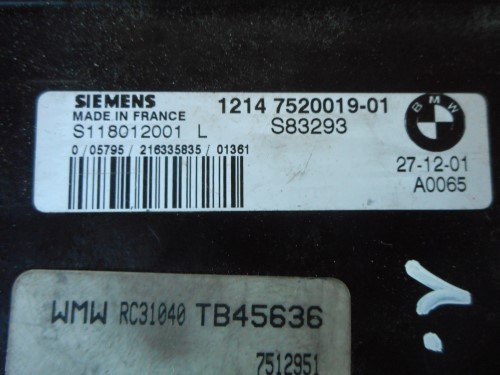 SIEMENS 1214 7520019-01 BMW
MADE IN FRANCE
S118012001 L S83293
0 / 05795 / 216335835 / 01361
27-12-01
A0065
WMW RC31040 TB45636
7512951